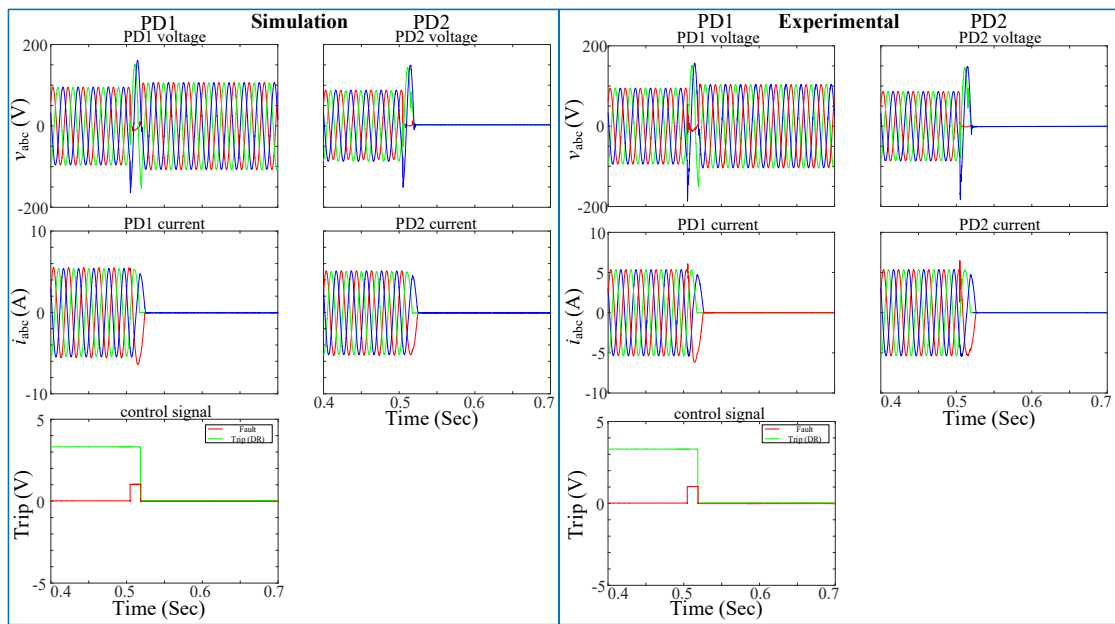 PD1 Simulation PD2
PD1 voltage PD2 voltage
200
v_abc (V)
0
-200
PD1 current PD2 current
10
i_abc (A)
0
-10
0.4 0.5 0.6 0.7
Time (Sec)
control signal
5
Fault
Trip (DR)
Trip (V)
0
-5
0.4 0.5 0.6 0.7
Time (Sec)
PD1 Experimental PD2
PD1 voltage PD2 voltage
200
v_abc (V)
0
-200
PD1 current PD2 current
10
5
i_abc (A)
0
-5
-10
0.4 0.5 0.6 0.7
Time (Sec)
control signal
5
Fault
Trip (DR)
Trip (V)
0
-5
0.4 0.5 0.6 0.7
Time (Sec)